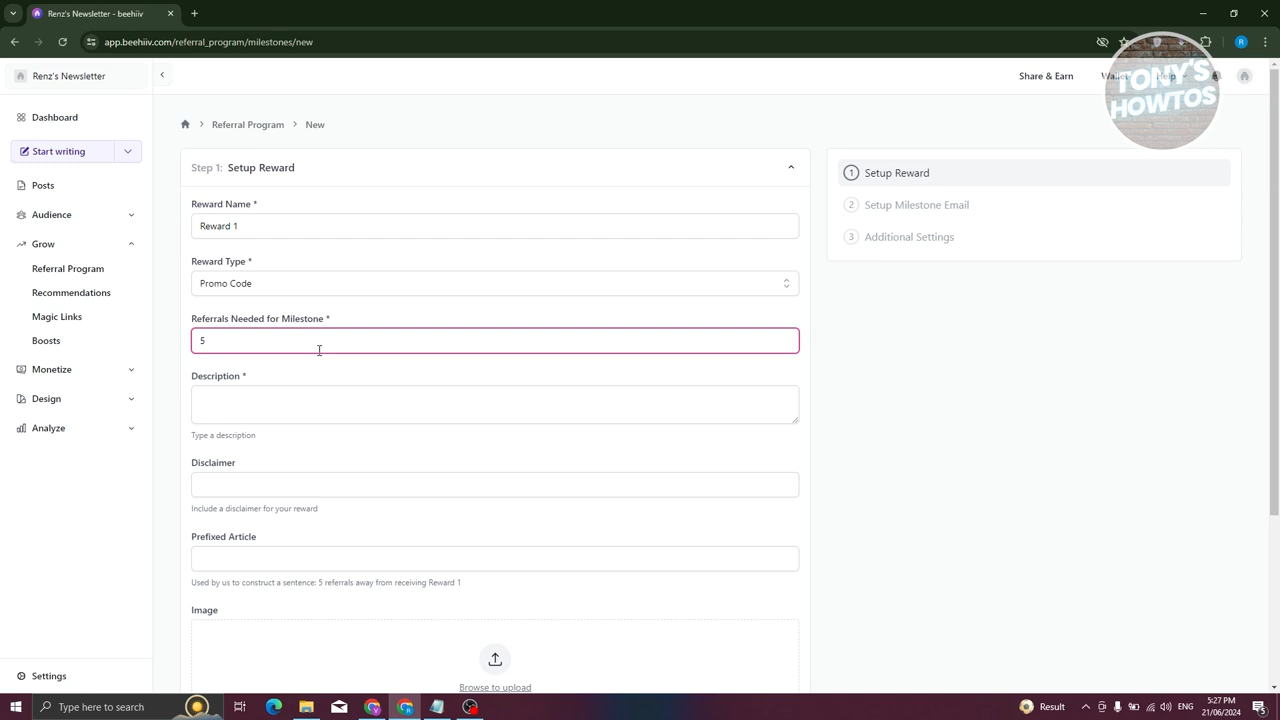 Renz's Newsletter - beehiiv
app.beehiiv.com/referral_program/milestones/new
R
Renz's Newsletter
Share & Earn
Wallet
Help
TONY'S
HOWTOS
Dashboard
Start writing
Posts
Audience
Grow
Referral Program
Recommendations
Magic Links
Boosts
Monetize
Design
Analyze
Settings
Referral Program
New
Step 1: Setup Reward
Reward Name *
Reward 1
Reward Type *
Promo Code
Referrals Needed for Milestone *
5
Description *
Type a description
Disclaimer
Include a disclaimer for your reward
Prefixed Article
Used by us to construct a sentence: 5 referrals away from receiving Reward 1
Image
Browse to upload
1 Setup Reward
2 Setup Milestone Email
3 Additional Settings
Type here to search
Result
5:27 PM
21/06/2024